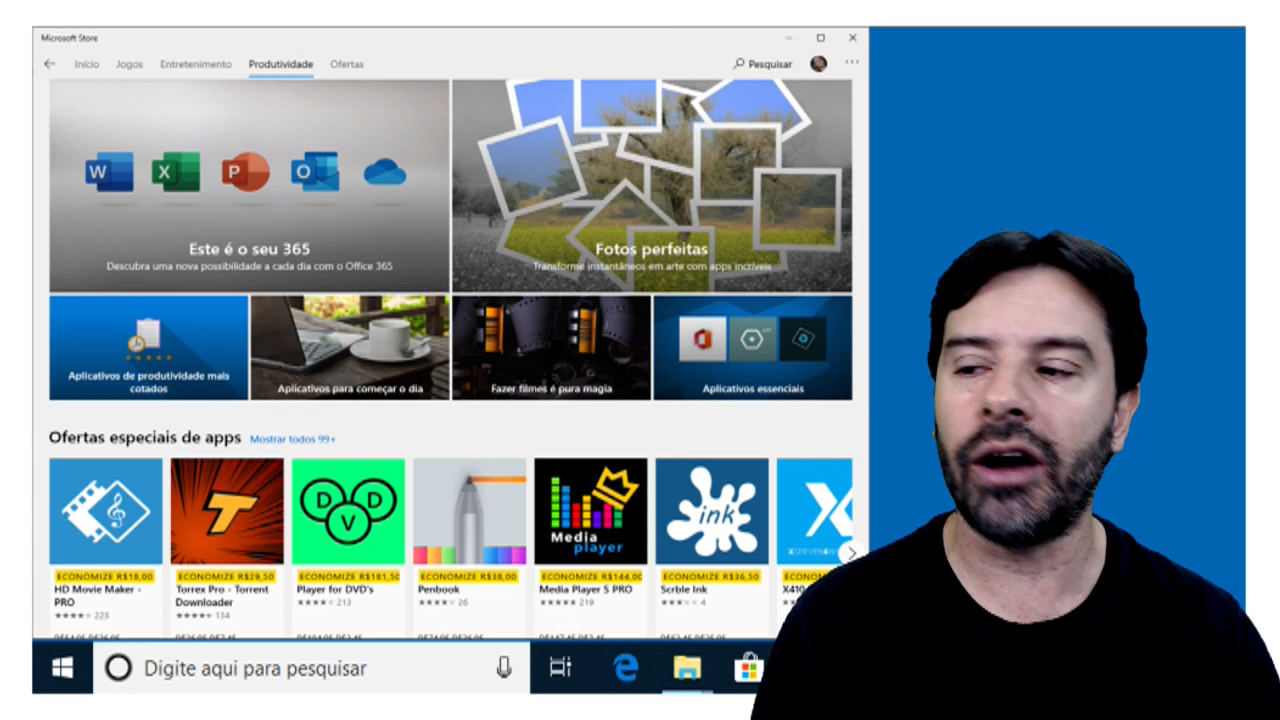 Microsoft Store
Início Jogos Entretenimento Produtividade Ofertas Pesquisar
W X P O
Este é o seu 365
Descubra uma nova possibilidade a cada dia com o Office 365
Fotos perfeitas
Transforme instantâneos em arte com apps incríveis
Aplicativos de produtividade mais
cotados
Aplicativos para começar o dia
Fazer filmes é pura magia
Aplicativos essenciais
Ofertas especiais de apps Mostrar todos 99+
T
D D
V
Media
player
ink
X
ECONOMIZE R$18,00 ECONOMIZE R$29,50 ECONOMIZE R$181,50 ECONOMIZE R$38,00 ECONOMIZE R$144,00 ECONOMIZE R$36,50
HD Movie Maker -
PRO
223
Torrex Pro - Torrent
Downloader
134
Player for DVD's
213
Penbook
26
Media Player S PRO
219
Scrble Ink
4
X410
Digite aqui para pesquisar